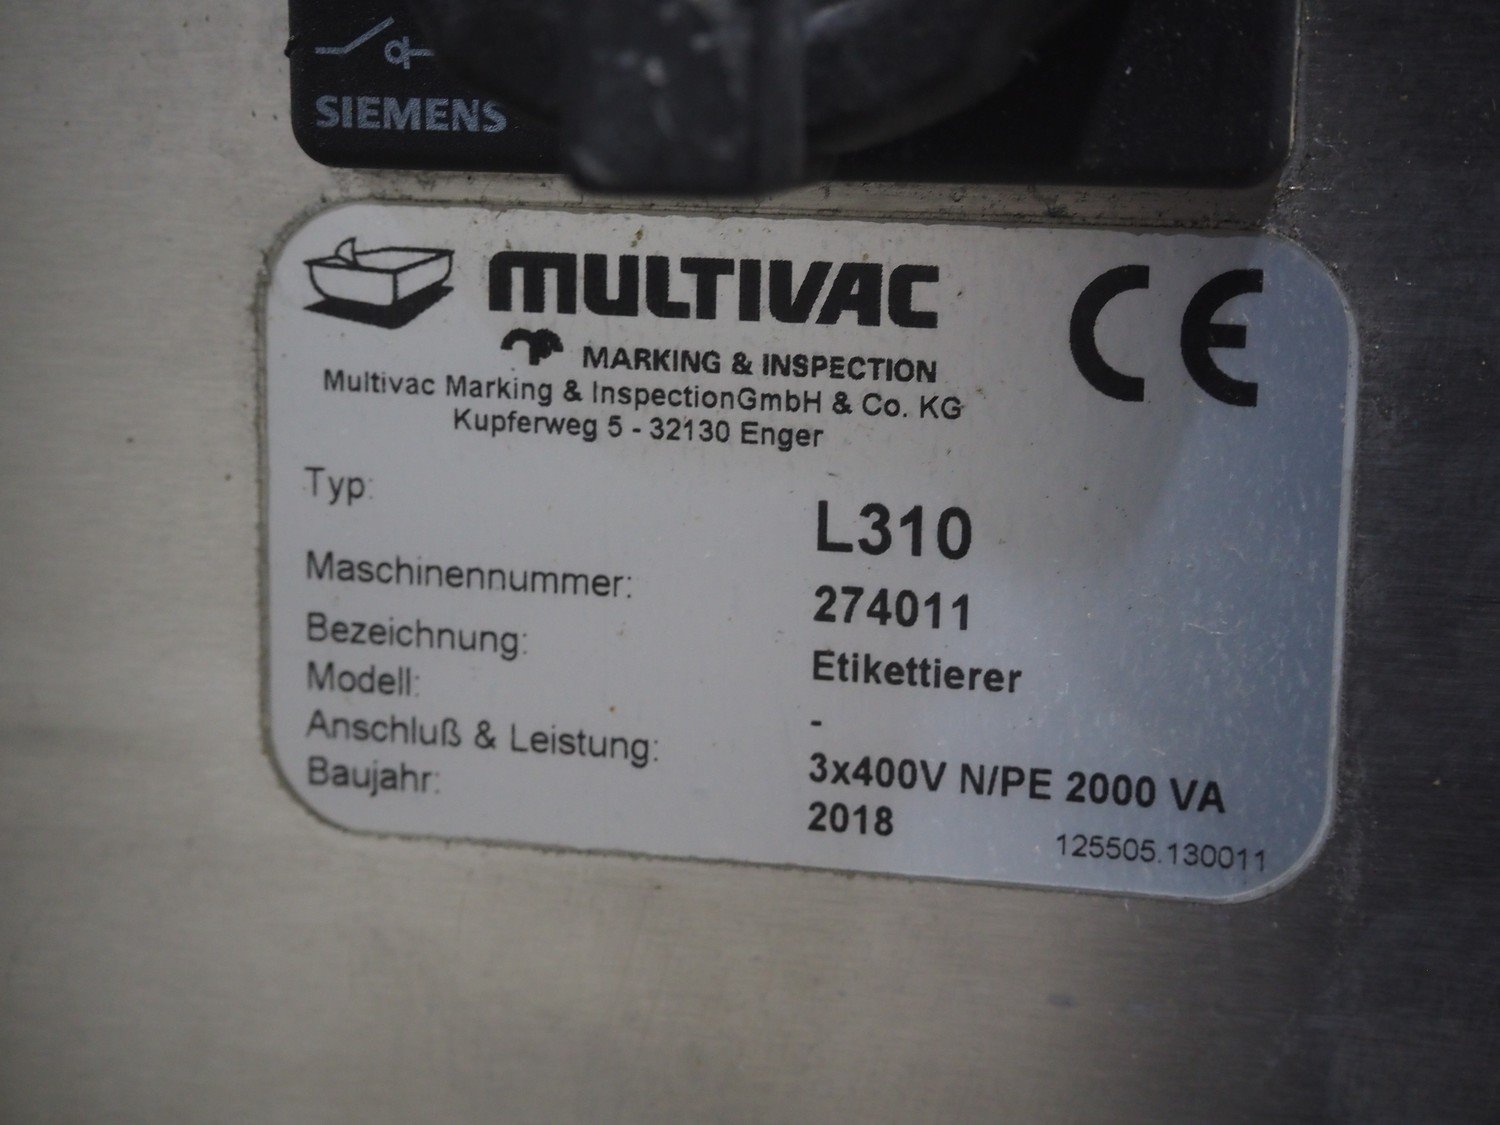 SIEMENS
MULTIVAC
CE
MARKING & INSPECTION
Multivac Marking & InspectionGmbH & Co. KG
Kupferweg 5 - 32130 Enger
Typ: L310
Maschinennummer: 274011
Bezeichnung: Etikettierer
Modell: -
Anschluß & Leistung: 3x400V N/PE 2000 VA
Baujahr: 2018
125505.130011